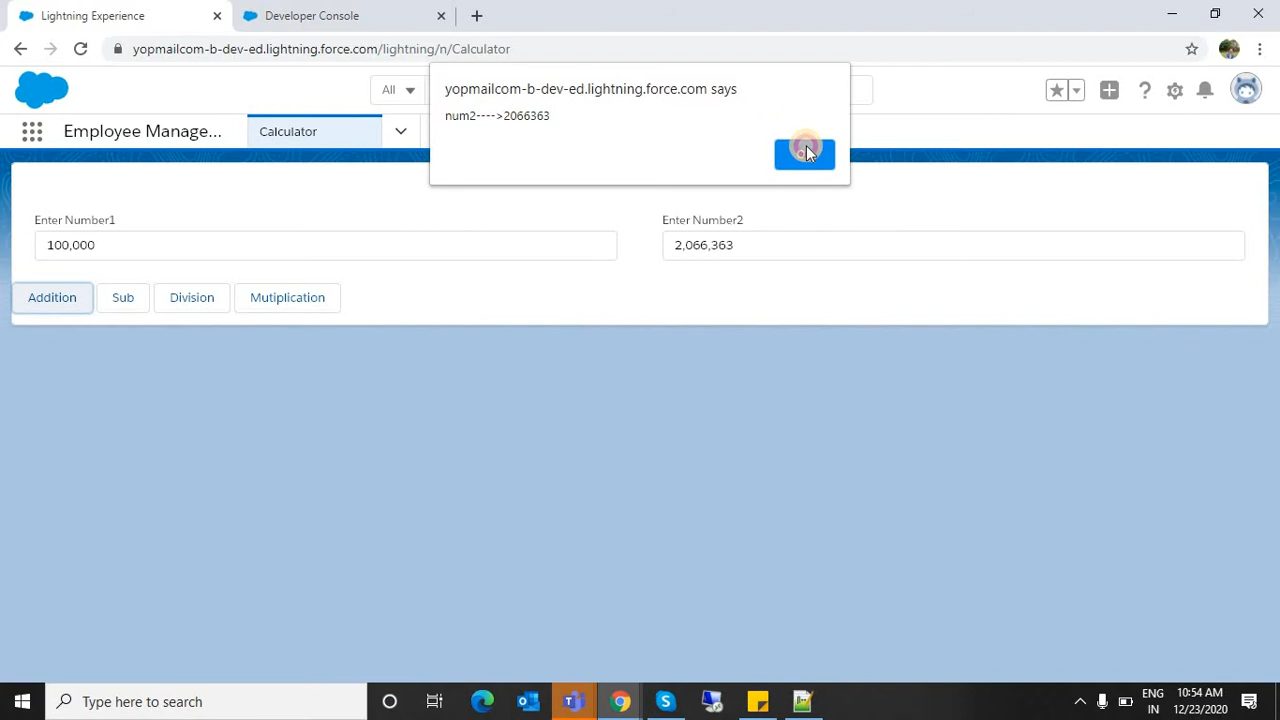 Lightning Experience
Developer Console
yopmailcom-b-dev-ed.lightning.force.com/lightning/n/Calculator
yopmailcom-b-dev-ed.lightning.force.com says
num2---->2066363
All
Employee Manage...
Calculator
Enter Number1
Enter Number2
100,000
2,066,363
Addition
Sub
Division
Mutiplication
Type here to search
ENG
IN
10:54 AM
12/23/2020